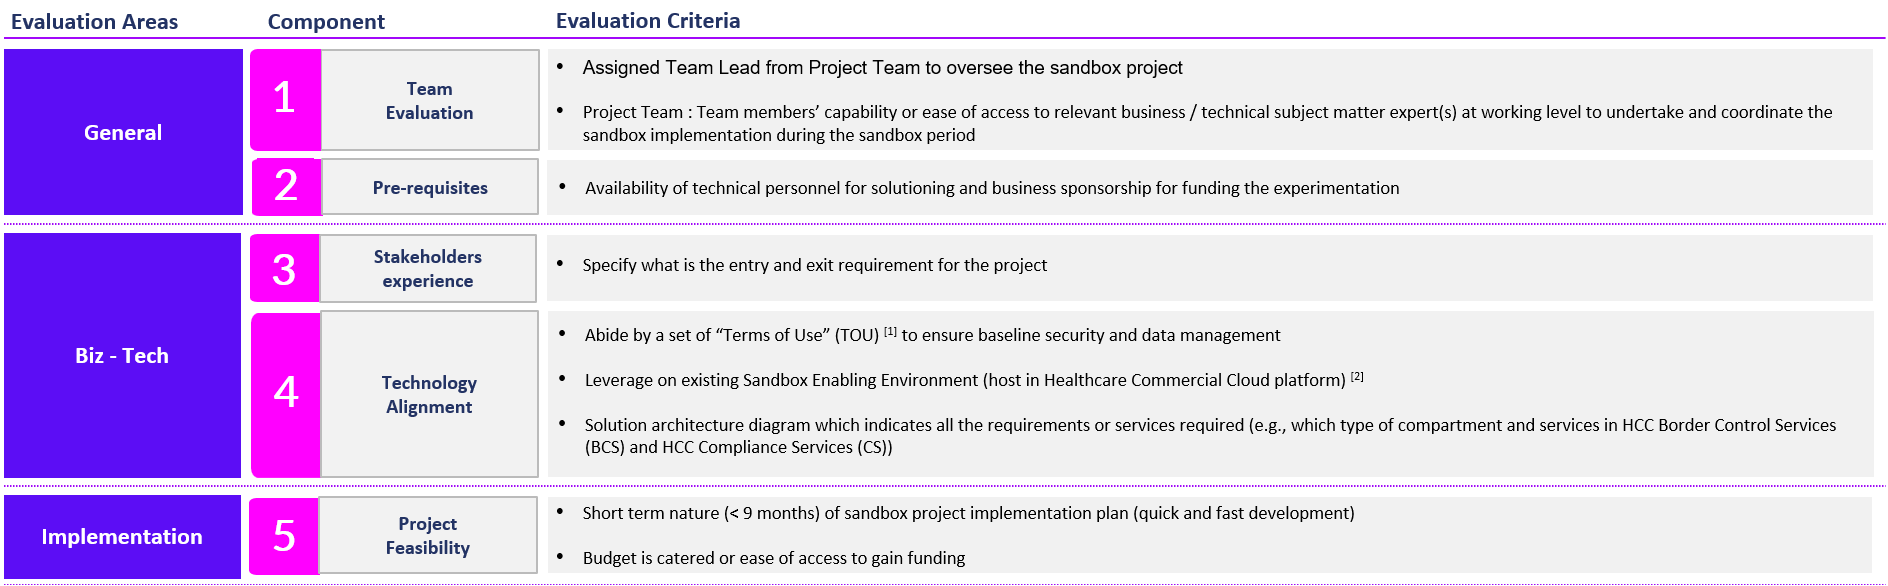 Evaluation Areas
Component
Evaluation Criteria
General
1
Team
Evaluation
• Assigned Team Lead from Project Team to oversee the sandbox project
• Project Team : Team members’ capability or ease of access to relevant business / technical subject matter expert(s) at working level to undertake and coordinate the
sandbox implementation during the sandbox period
2
Pre-requisites
• Availability of technical personnel for solutioning and business sponsorship for funding the experimentation
Biz - Tech
3
Stakeholders
experience
• Specify what is the entry and exit requirement for the project
4
Technology
Alignment
• Abide by a set of “Terms of Use” (TOU) [1] to ensure baseline security and data management
• Leverage on existing Sandbox Enabling Environment (host in Healthcare Commercial Cloud platform) [2]
• Solution architecture diagram which indicates all the requirements or services required (e.g., which type of compartment and services in HCC Border Control Services
(BCS) and HCC Compliance Services (CS))
Implementation
5
Project
Feasibility
• Short term nature (< 9 months) of sandbox project implementation plan (quick and fast development)
• Budget is catered or ease of access to gain funding